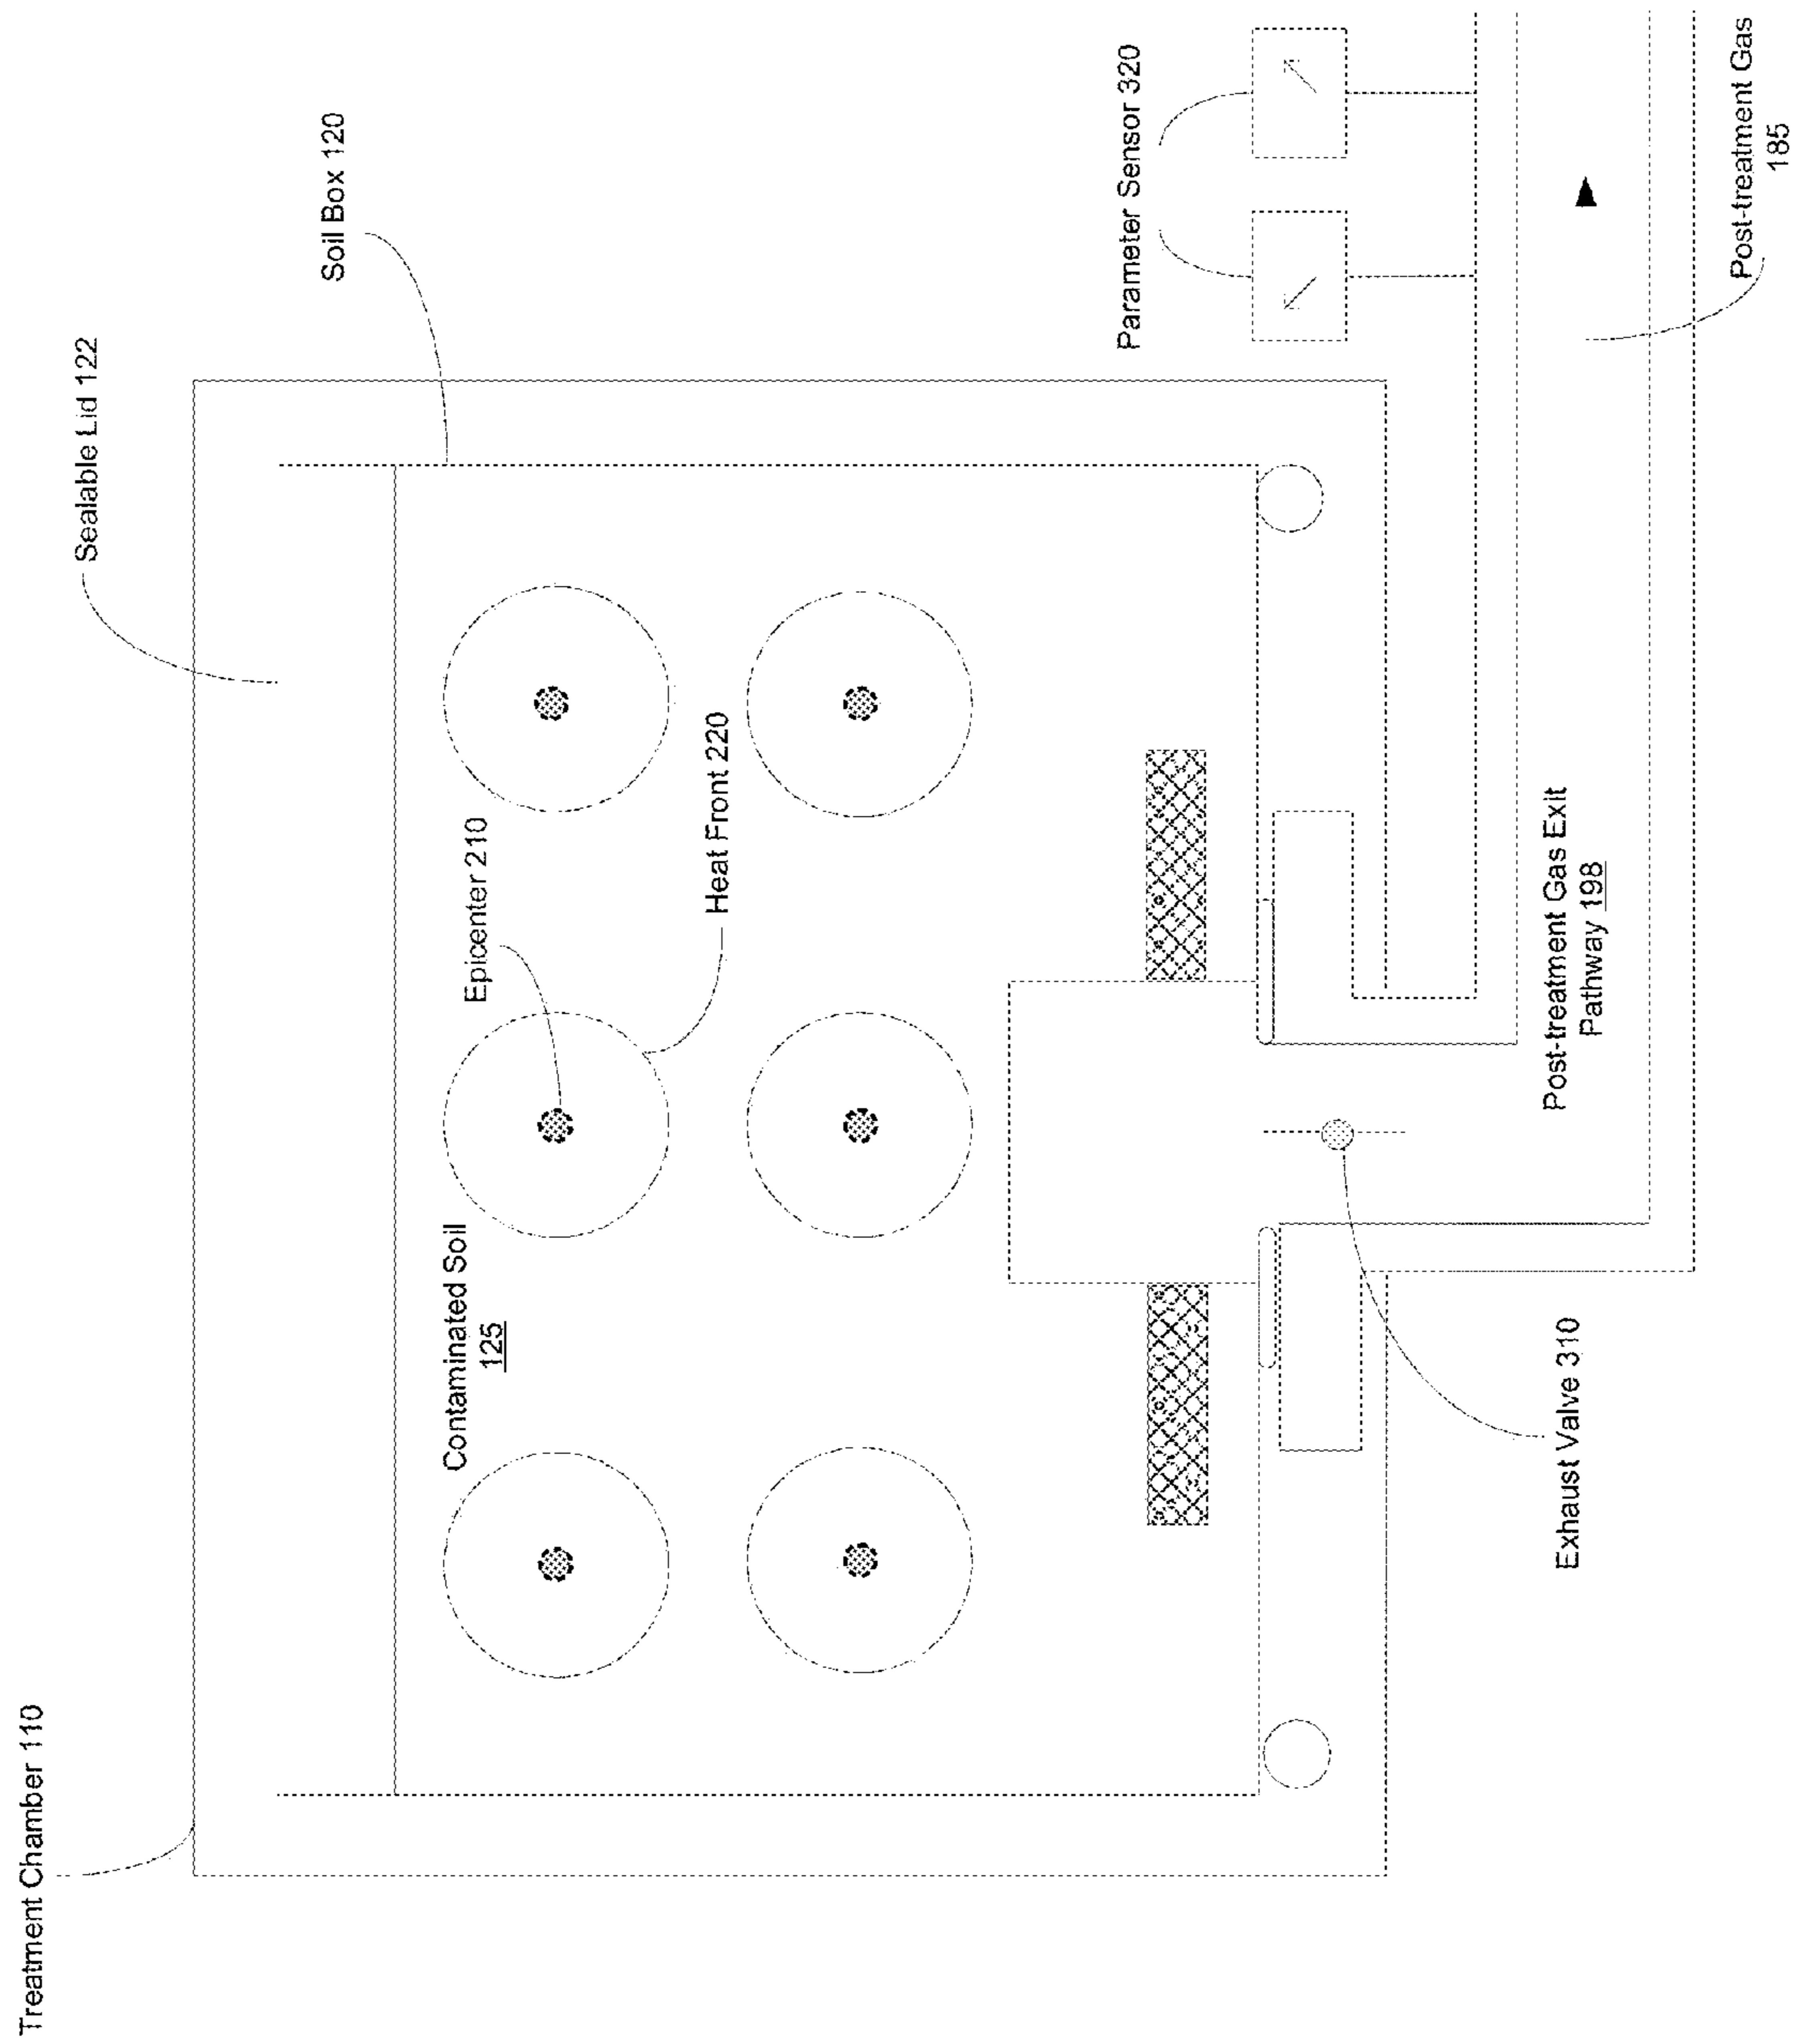 Treatment Chamber 110
Sealable Lid 122
Soil Box 120
Contaminated Soil
125
Epicenter 210
Heat Front 220
Parameter Sensor 320
Exhaust Valve 310
Post-treatment Gas Exit
Pathway 198
Post-treatment Gas
185